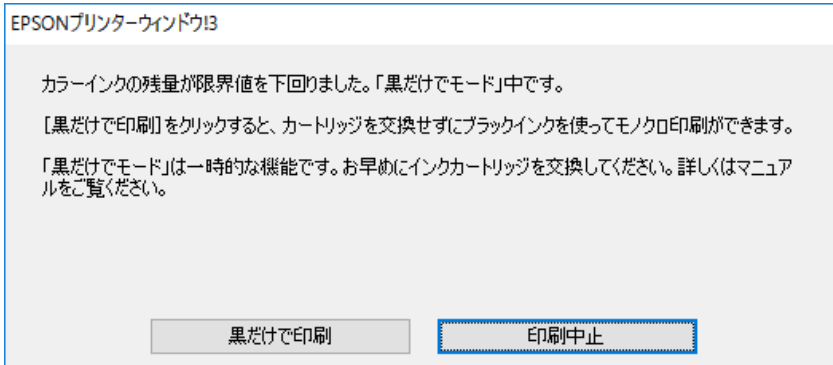 EPSONプリンターウィンドウ!3
カラーインクの残量が限界値を下回りました。「黒だけでモード」中です。
[黒だけで印刷]をクリックすると、カートリッジを交換せずにブラックインクを使ってモノクロ印刷ができます。
「黒だけでモード」は一時的な機能です。お早めにインクカートリッジを交換してください。詳しくはマニュア
ルをご覧ください。
黒だけで印刷
印刷中止